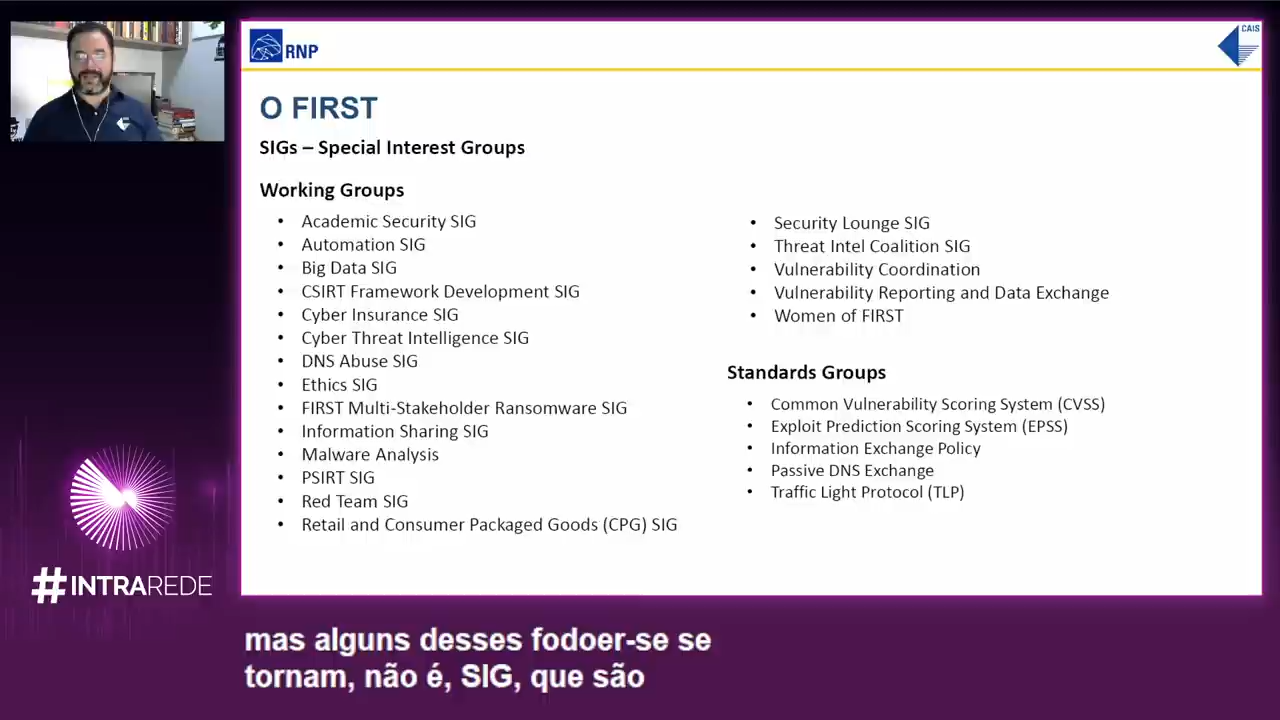 RNP
CAIS
O FIRST
SIGs – Special Interest Groups
Working Groups
• Academic Security SIG
• Automation SIG
• Big Data SIG
• CSIRT Framework Development SIG
• Cyber Insurance SIG
• Cyber Threat Intelligence SIG
• DNS Abuse SIG
• Ethics SIG
• FIRST Multi-Stakeholder Ransomware SIG
• Information Sharing SIG
• Malware Analysis
• PSIRT SIG
• Red Team SIG
• Retail and Consumer Packaged Goods (CPG) SIG
• Security Lounge SIG
• Threat Intel Coalition SIG
• Vulnerability Coordination
• Vulnerability Reporting and Data Exchange
• Women of FIRST
Standards Groups
• Common Vulnerability Scoring System (CVSS)
• Exploit Prediction Scoring System (EPSS)
• Information Exchange Policy
• Passive DNS Exchange
• Traffic Light Protocol (TLP)
#INTRAREDE
mas alguns desses fodoer-se se
tornam, não é, SIG, que são